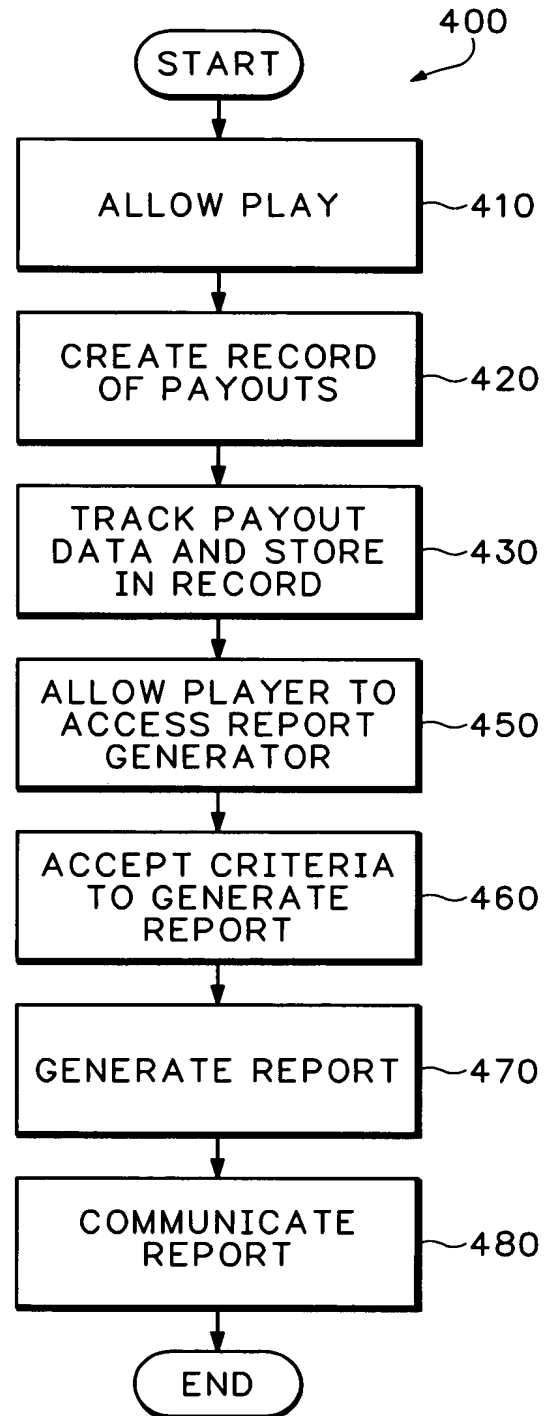 400
START
ALLOW PLAY
410
CREATE RECORD
OF PAYOUTS
420
TRACK PAYOUT
DATA AND STORE
IN RECORD
430
ALLOW PLAYER TO
ACCESS REPORT
GENERATOR
450
ACCEPT CRITERIA
TO GENERATE
REPORT
460
GENERATE REPORT
470
COMMUNICATE
REPORT
480
END